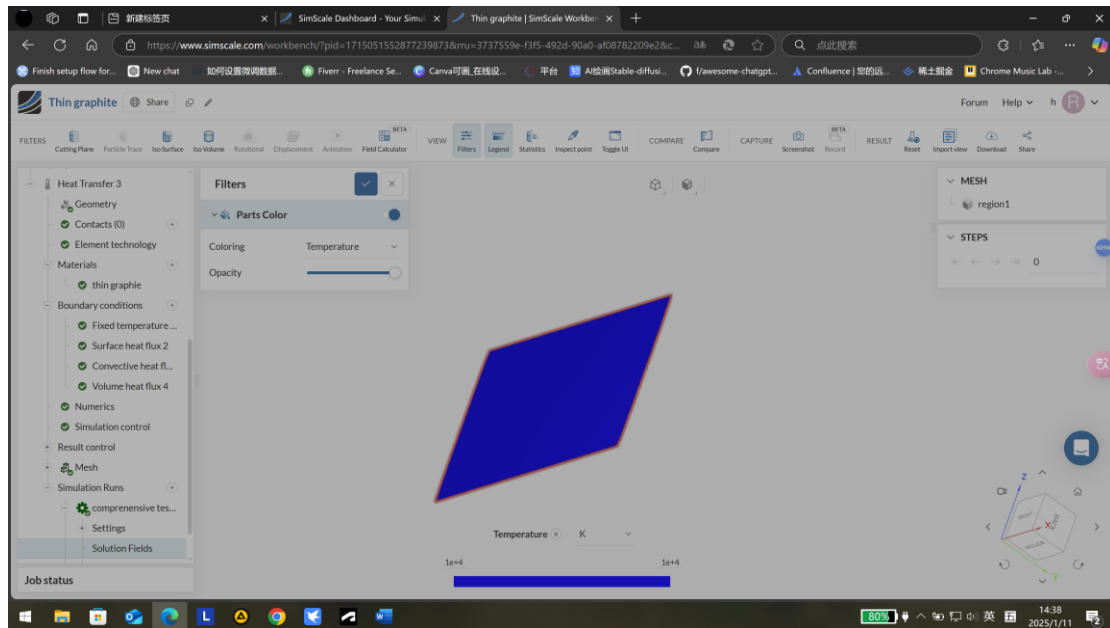 新建标签页
SimScale Dashboard - Your Simul
Thin graphite | SimScale Workben
https://www.simscale.com/workbench/?pid=1715051552877239873&rru=3737559e-f3f5-492d-90a0-af08782209e2&c...
点此搜索
Finish setup flow for...
New chat
如何设置微调数据...
Fiverr - Freelance Se...
Canva可画_在线设...
平台
AI绘画Stable-diffusi...
f/awesome-chatgpt...
Confluence | 您的远...
稀土掘金
Chrome Music Lab -...
Thin graphite
Share
Forum
Help
h
R
FILTERS
Cutting Plane
Particle Trace
Iso Surface
Iso Volume
Rotational
Displacement
Animation
BETA
Field Calculator
VIEW
Filters
Legend
Statistics
Inspect point
Toggle UI
COMPARE
Compare
CAPTURE
Screenshot
BETA
Record
RESULT
Reset
Import view
Download
Share
Heat Transfer 3
Geometry
Contacts (0)
Element technology
Materials
thin graphie
Boundary conditions
Fixed temperature ...
Surface heat flux 2
Convective heat fl...
Volume heat flux 4
Numerics
Simulation control
Result control
Mesh
Simulation Runs
comprenensive tes...
Settings
Solution Fields
Job status
Filters
Parts Color
Coloring
Temperature
Opacity
MESH
region1
STEPS
0
Temperature
K
1e+4
1e+4
Z
X
Y
80%
英
14:38
2025/1/11